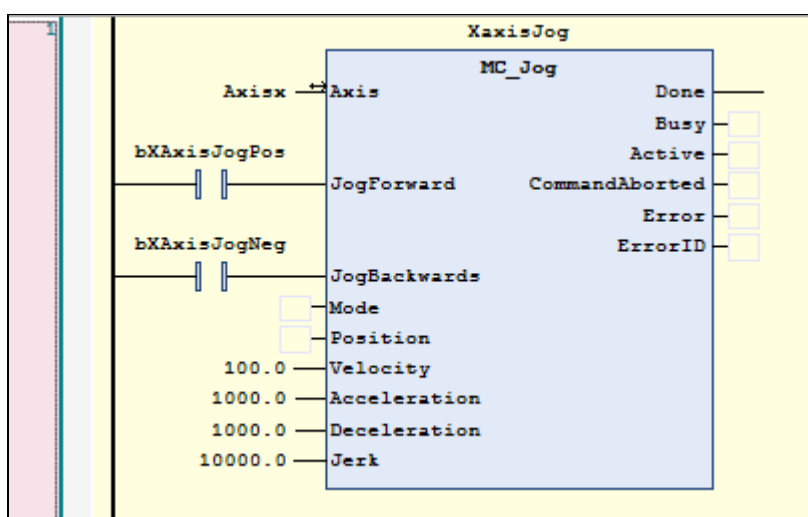 1
XaxisJog
MC_Jog
Axisx Axis Done
Busy
bXAxisJogPos Active
JogForward CommandAborted
Error
bXAxisJogNeg ErrorID
JogBackwards
Mode
Position
100.0 Velocity
1000.0 Acceleration
1000.0 Deceleration
10000.0 Jerk